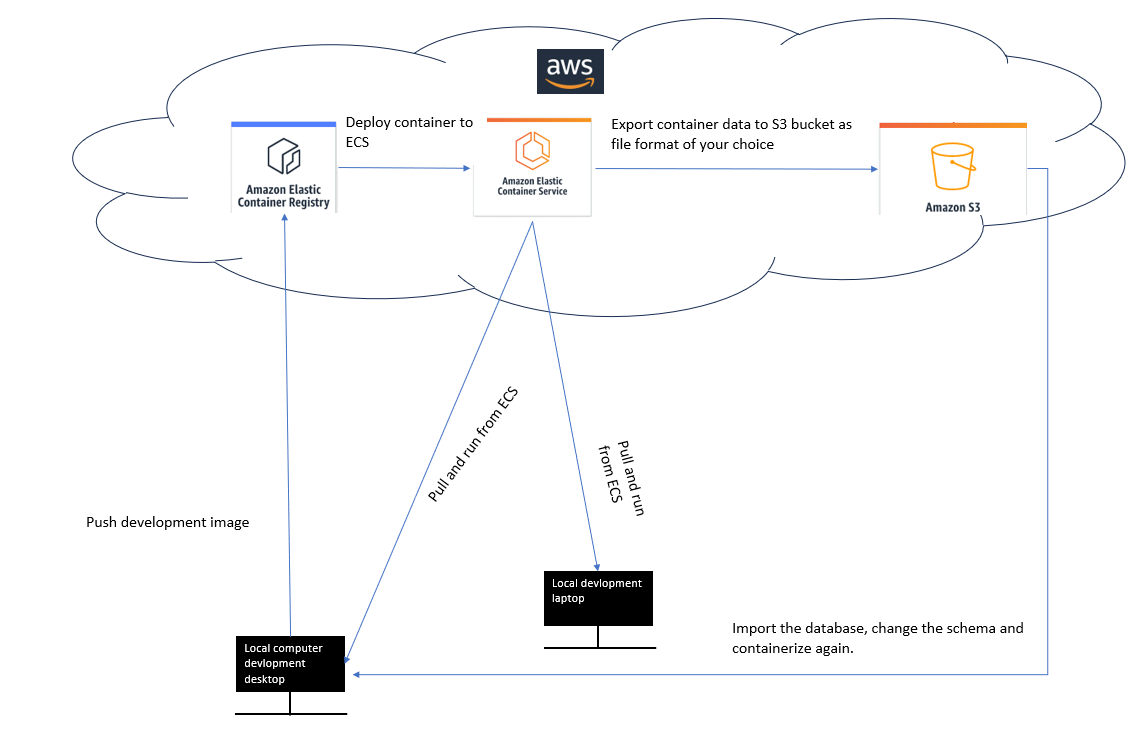 aws
Deploy container to
ECS
Export container data to S3 bucket as
file format of your choice
Amazon Elastic
Container Registry
Amazon Elastic
Container Service
Amazon S3
Pull and run from ECS
Pull and run
from ECS
Push development image
Local devlopment
laptop
Local computer
devlopment
desktop
Import the database, change the schema and
containerize again.